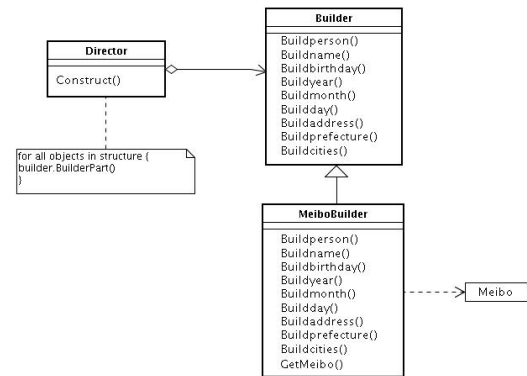 Director
Construct()
for all objects in structure {
builder.BuilderPart()
}
Builder
Buildperson()
Buildname()
Buildbirthday()
Buildyear()
Buildmonth()
Buildday()
Buildaddress()
Buildprefecture()
Buildcities()
MeiboBuilder
Buildperson()
Buildname()
Buildbirthday()
Buildyear()
Buildmonth()
Buildday()
Buildaddress()
Buildprefecture()
Buildcities()
GetMeibo()
Meibo